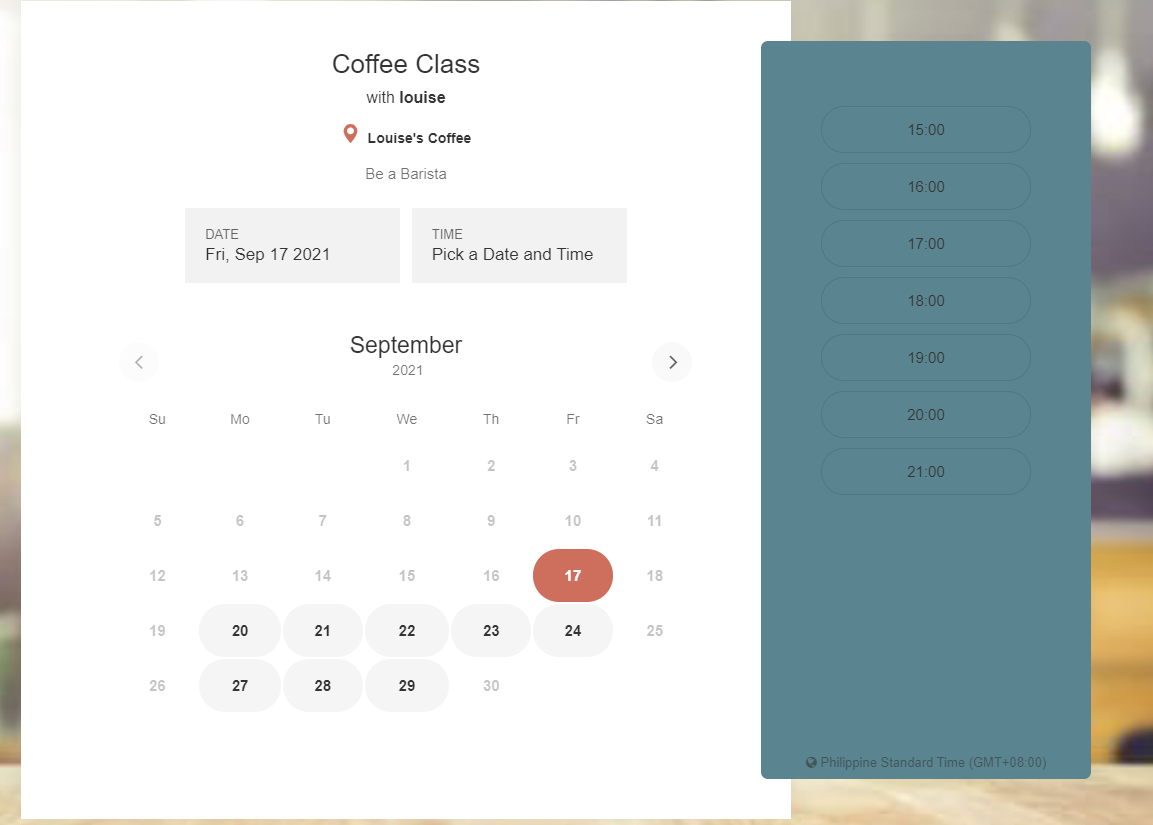 Coffee Class
with louise
Louise's Coffee
Be a Barista
DATE
Fri, Sep 17 2021
TIME
Pick a Date and Time
September
2021
Su Mo Tu We Th Fr Sa
1 2 3 4
5 6 7 8 9 10 11
12 13 14 15 16 17 18
19 20 21 22 23 24 25
26 27 28 29 30
15:00
16:00
17:00
18:00
19:00
20:00
21:00
Philippine Standard Time (GMT+08:00)